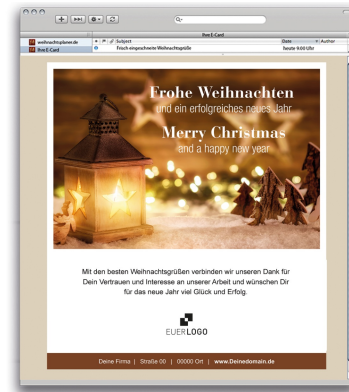 Ihre E-Card
Subject Date Author
weihnachtsplaner.de
Ihre E-Card
Frisch eingeschneite Weihnachtsgrüße heute 9.00 Uhr
Frohe Weihnachten
und ein erfolgreiches neues Jahr
Merry Christmas
and a happy new year
Mit den besten Weihnachtsgrüßen verbinden wir unseren Dank für
Dein Vertrauen und Interesse an unserer Arbeit und wünschen Dir
für das neue Jahr viel Glück und Erfolg.
EUERLOGO
Deine Firma | Straße 00 | 00000 Ort | www.Deinedomain.de